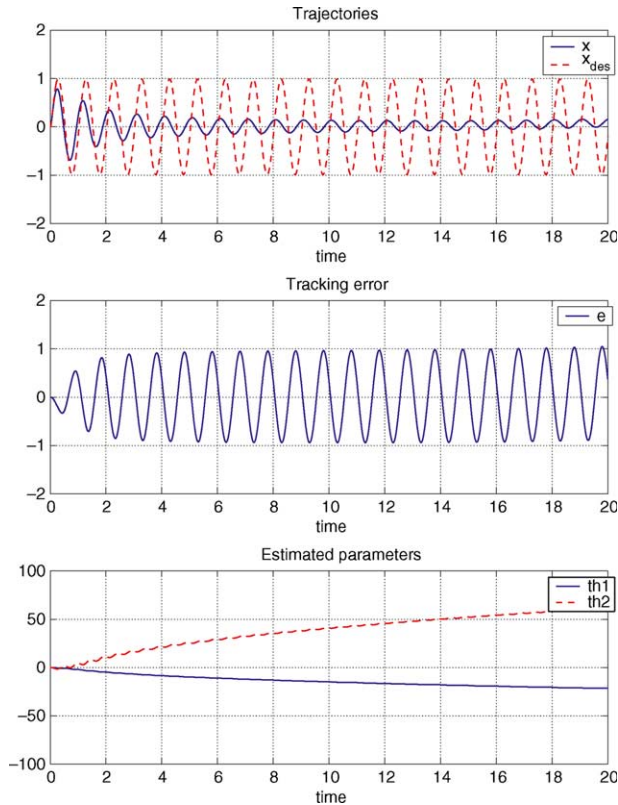 Trajectories
2
1
0
−1
−2
x
x_des
0 2 4 6 8 10 12 14 16 18 20
time
Tracking error
2
1
0
−1
−2
e
0 2 4 6 8 10 12 14 16 18 20
time
Estimated parameters
100
50
0
−50
−100
th1
th2
0 2 4 6 8 10 12 14 16 18 20
time